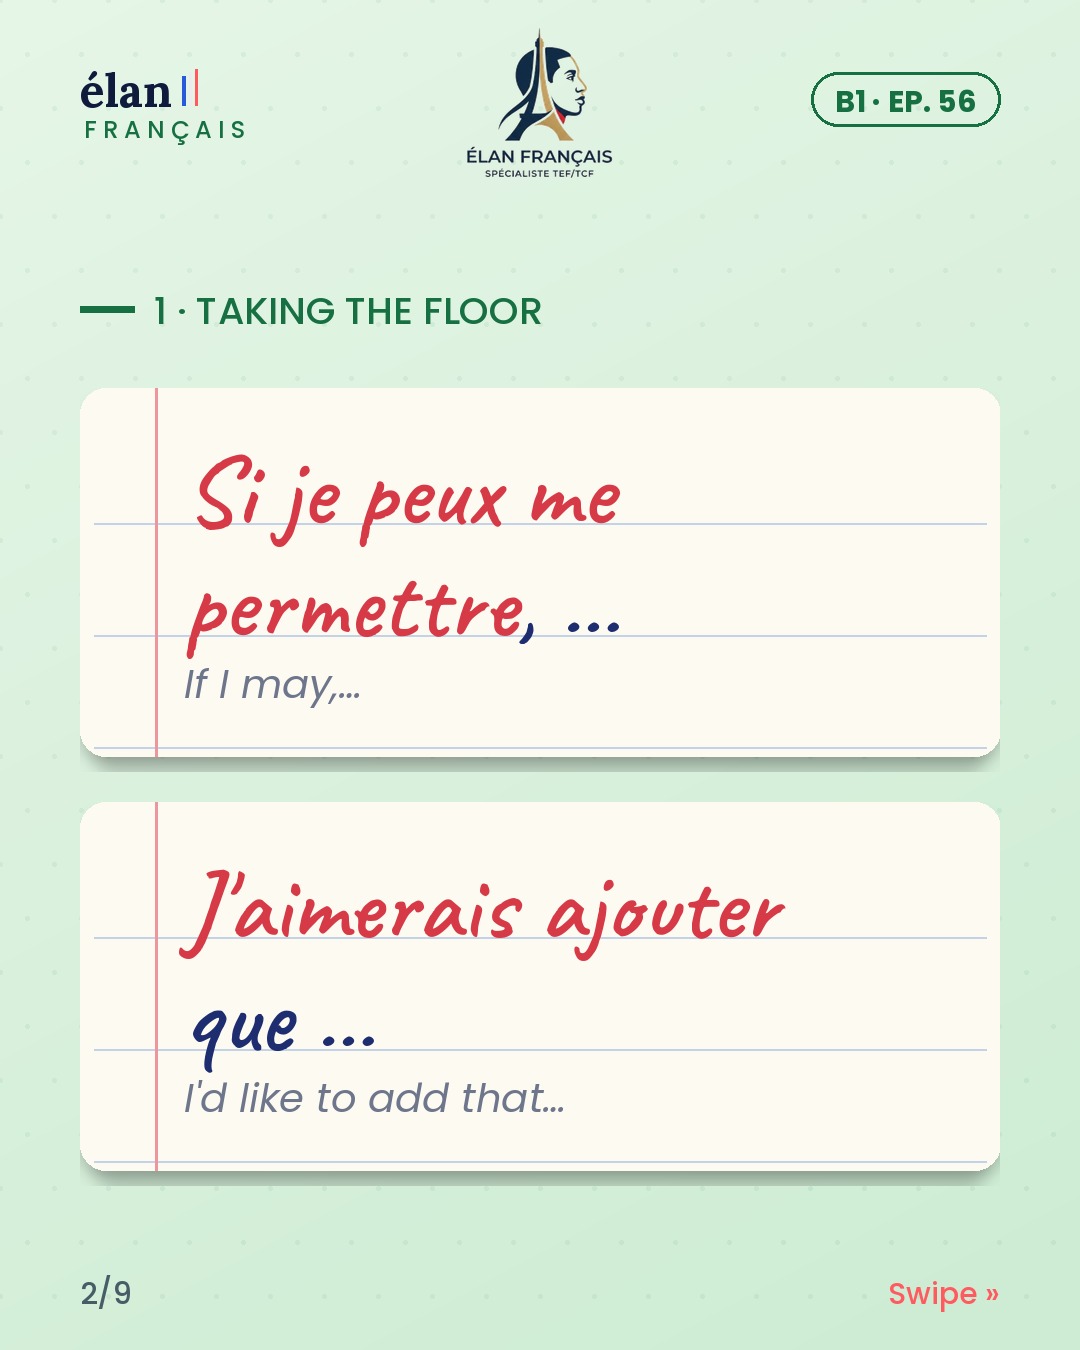 élan
FRANÇAIS
ÉLAN FRANÇAIS
SPÉCIALISTE TEF/TCF
B1 · EP. 56
1 · TAKING THE FLOOR
Si je peux me
permettre, ...
If I may,...
J'aimerais ajouter
que ...
I'd like to add that...
2/9
Swipe »